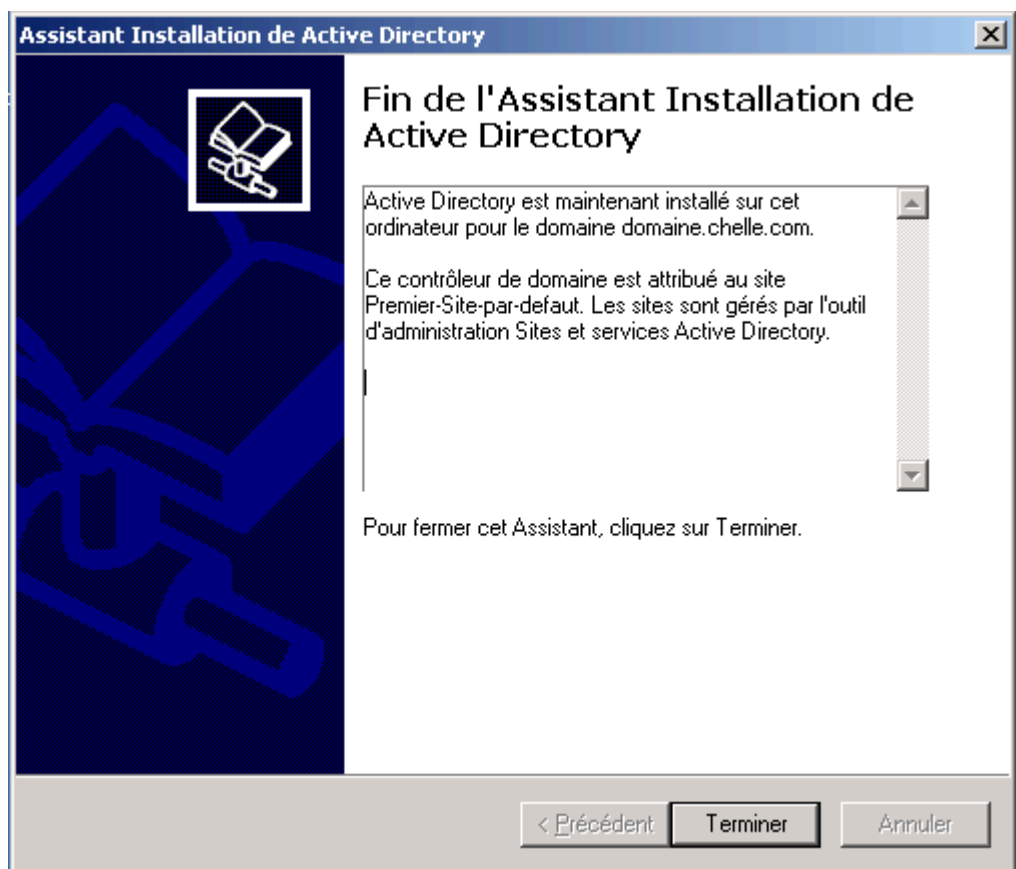 Assistant Installation de Active Directory
Fin de l'Assistant Installation de
Active Directory
Active Directory est maintenant installé sur cet
ordinateur pour le domaine domaine.chelle.com.
Ce contrôleur de domaine est attribué au site
Premier-Site-par-defaut. Les sites sont gérés par l'outil
d'administration Sites et services Active Directory.
Pour fermer cet Assistant, cliquez sur Terminer.
< Précédent
Terminer
Annuler